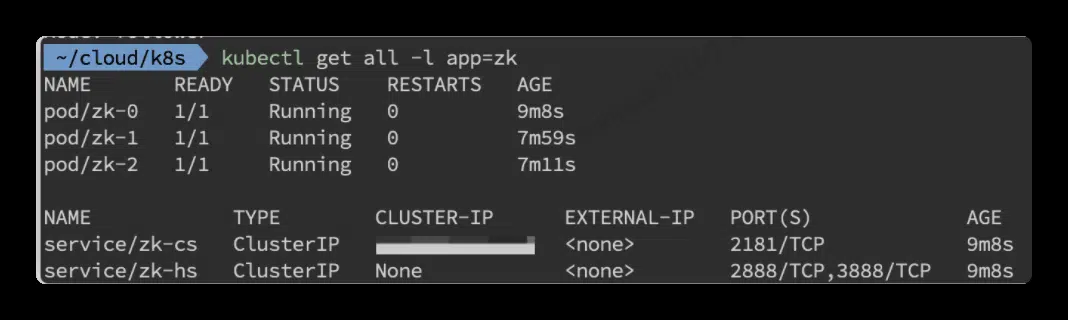 ~/cloud/k8s kubectl get all -l app=zk
NAME READY STATUS RESTARTS AGE
pod/zk-0 1/1 Running 0 9m8s
pod/zk-1 1/1 Running 0 7m59s
pod/zk-2 1/1 Running 0 7m11s
NAME TYPE CLUSTER-IP EXTERNAL-IP PORT(S) AGE
service/zk-cs ClusterIP <none> 2181/TCP 9m8s
service/zk-hs ClusterIP None <none> 2888/TCP,3888/TCP 9m8s